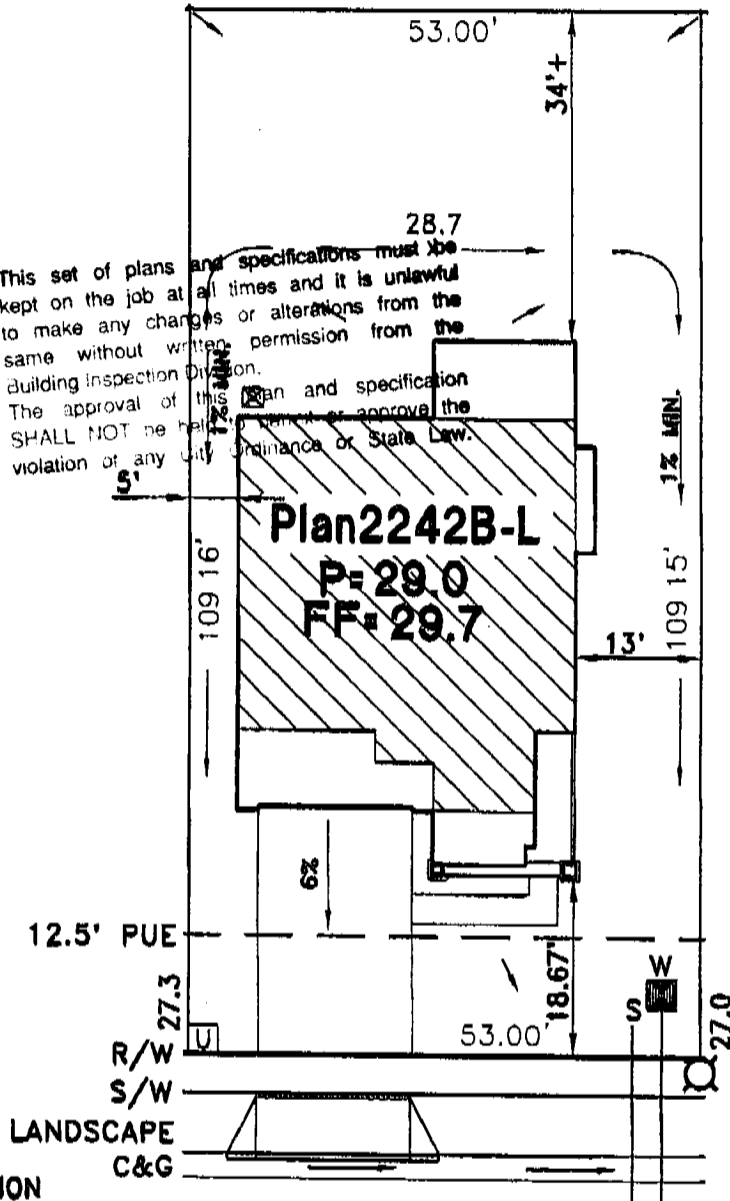 53.00'
34'+
28.7
This set of plans and specifications must be
kept on the job at all times and it is unlawful
to make any changes or alterations from the
same without written permission from the
Building Inspection Division.
The approval of this plan and specification
SHALL NOT be held to permit or approve the
violation of any City Ordinance or State Law.
1% MIN.
1% MIN.
5'
Plan2242B-L
P= 29.0
FF= 29.7
109 16'
109 15'
13'
6%
12.5' PUE
18.67'
27.3
W
S
27.0
U
53.00'
R/W
S/W
LANDSCAPE
C&G
ION